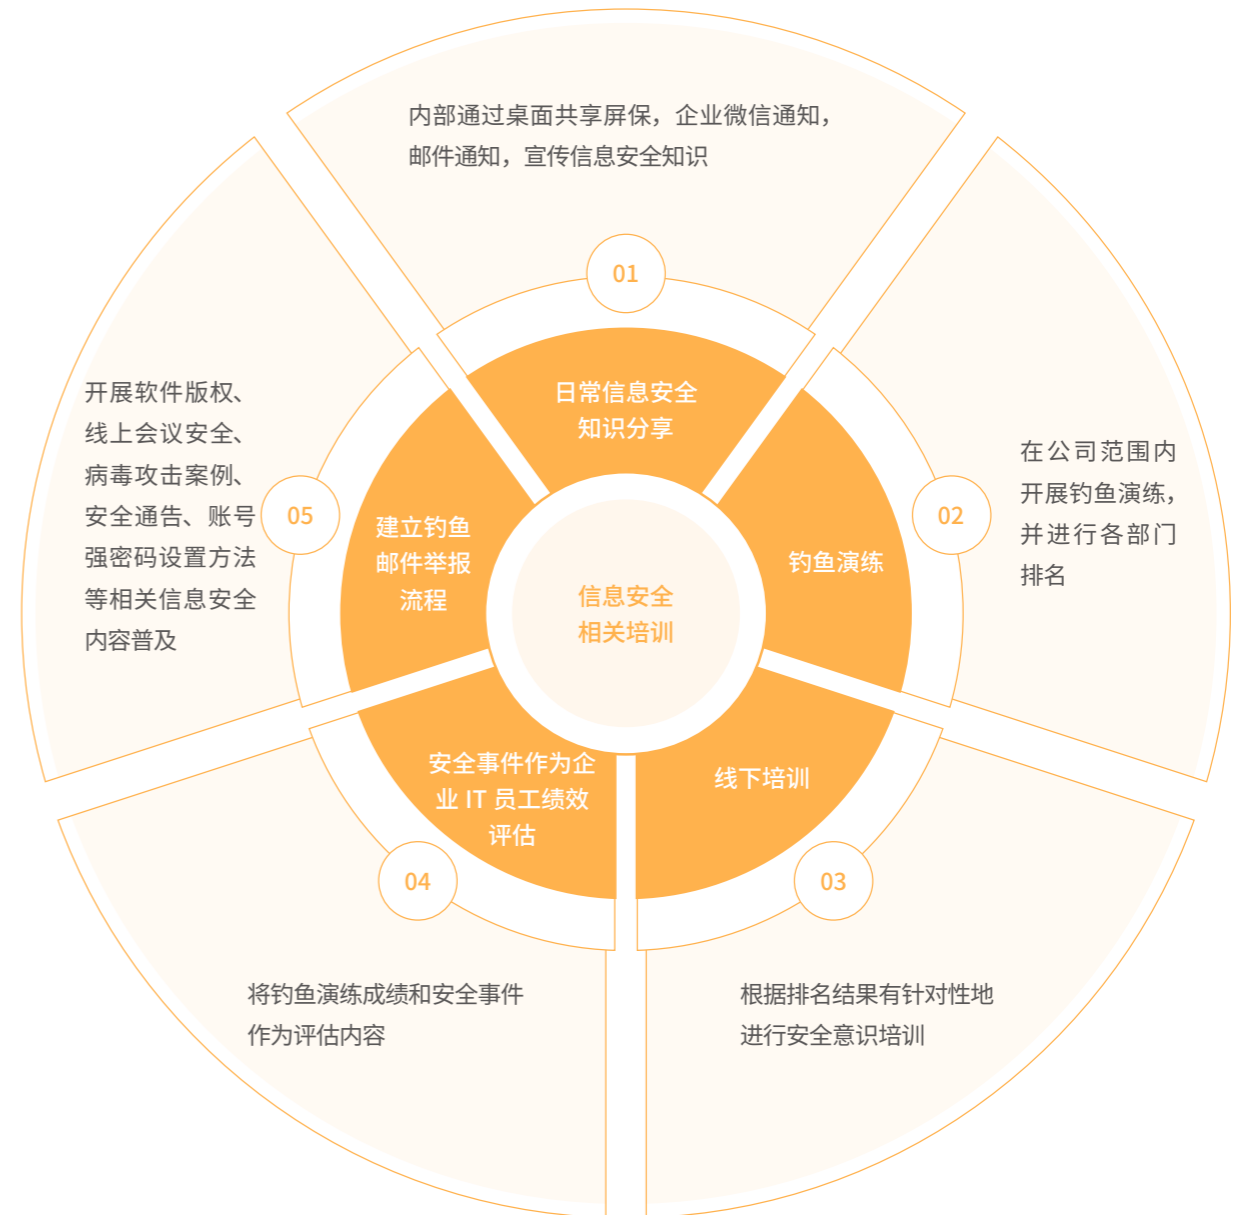 信息安全
相关培训
01
日常信息安全
知识分享
内部通过桌面共享屏保，企业微信通知，
邮件通知，宣传信息安全知识
02
钓鱼演练
在公司范围内
开展钓鱼演练，
并进行各部门
排名
03
线下培训
根据排名结果有针对性地
进行安全意识培训
04
安全事件作为企
业 IT 员工绩效
评估
将钓鱼演练成绩和安全事件
作为评估内容
05
建立钓鱼
邮件举报
流程
开展软件版权、
线上会议安全、
病毒攻击案例、
安全通告、账号
强密码设置方法
等相关信息安全
内容普及